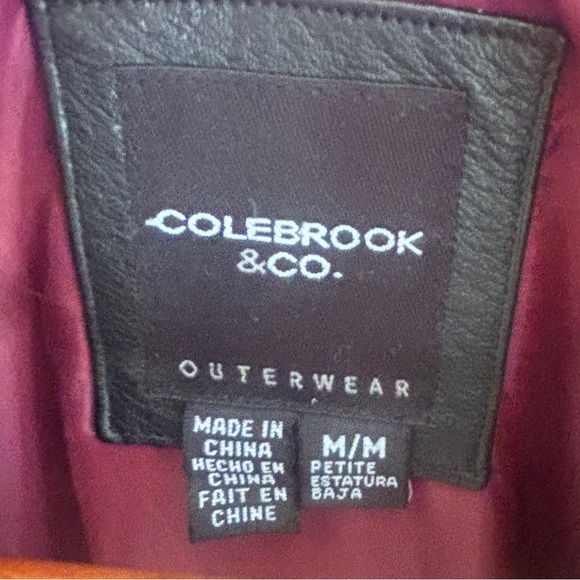 COLEBROOK
&CO.
OUTERWEAR
MADE IN
CHINA
HECHO EN
CHINA
FAIT EN
CHINE
M/M
PETITE
ESTATURA
BAJA